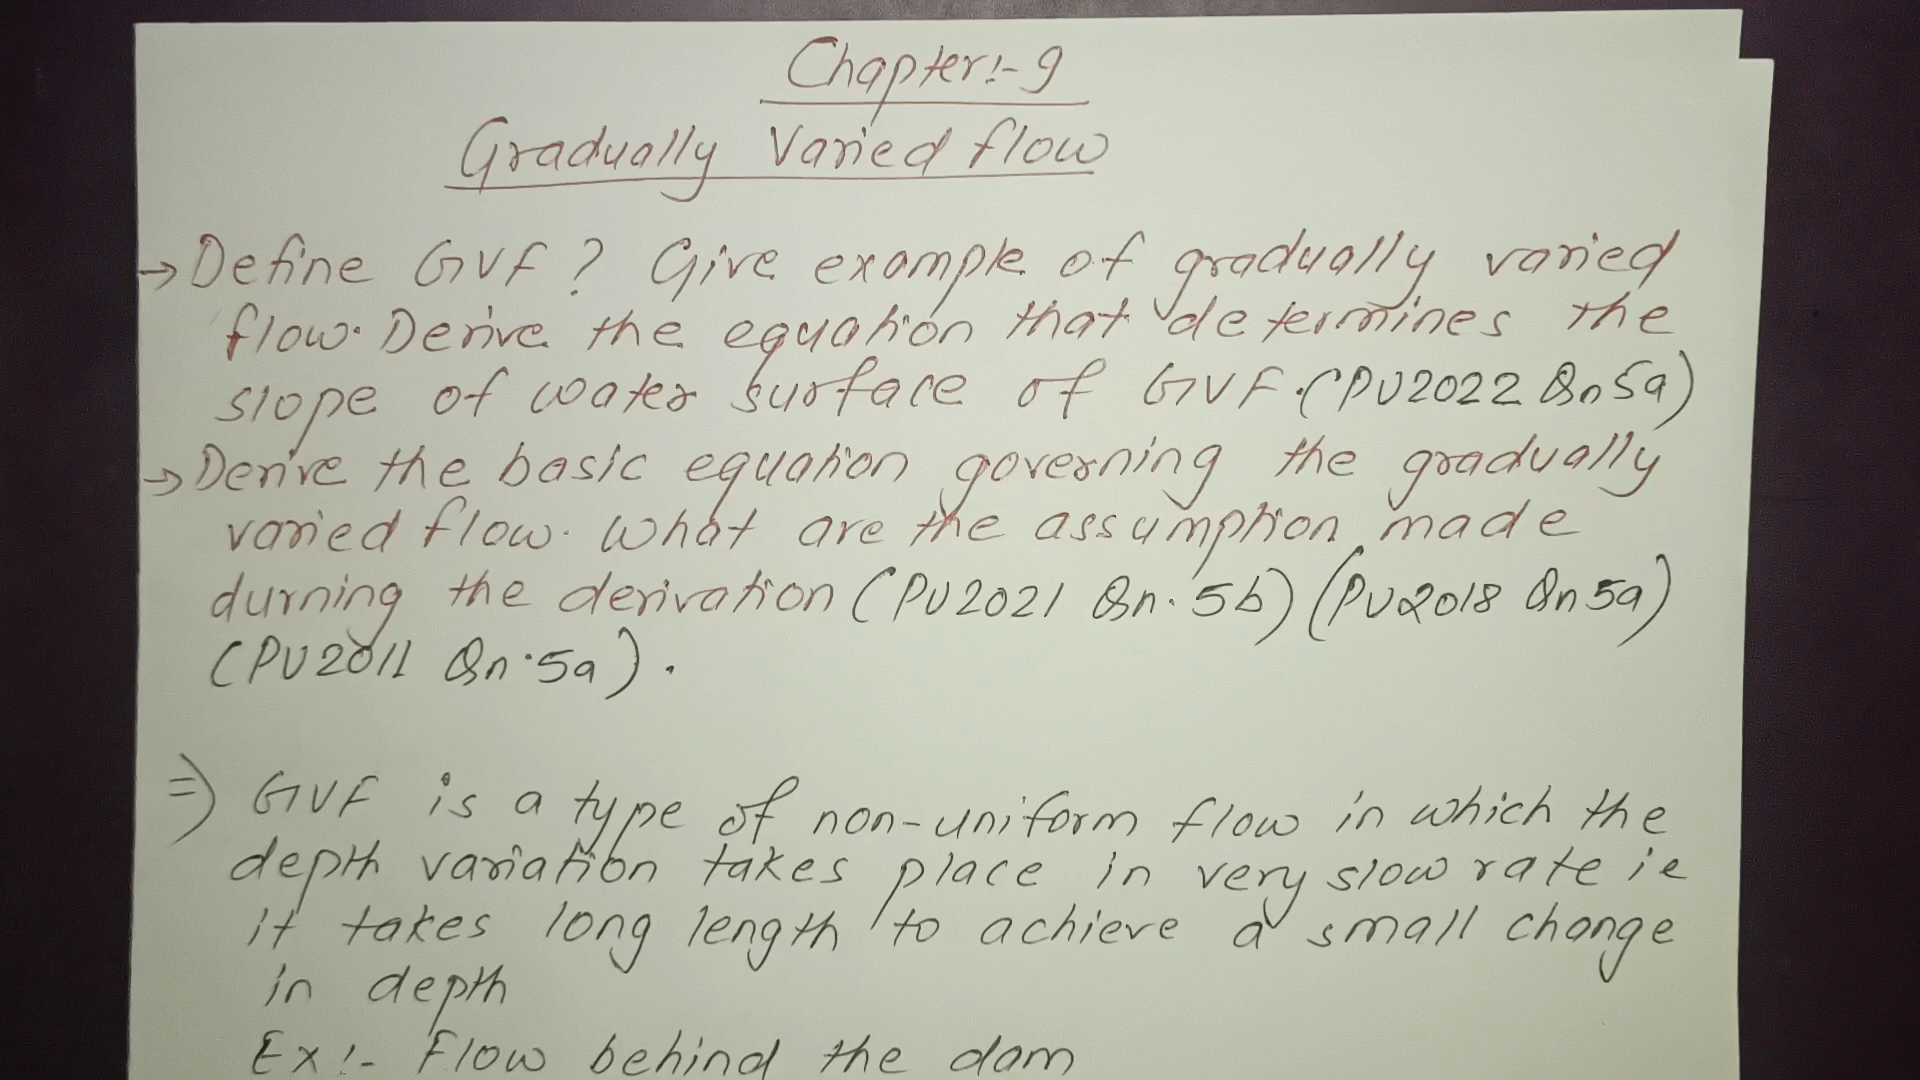 Chapter:- 9
Gradually Varied flow
→ Define GVF? Give example of gradually varied
flow. Derive the equation that determines the
slope of water surface of GVF. (PU2022 Qn 5a)
→ Derive the basic equation governing the gradually
varied flow. What are the assumption made
durning the derivation (PU2021 Qn. 5b) (PU2018 Qn 5a)
(PU2011 Qn. 5a).
⇒) GVF is a type of non-uniform flow in which the
depth variation takes place in very slow rate ie
it takes long length to achieve a small change
in depth
Ex:- Flow behind the dam